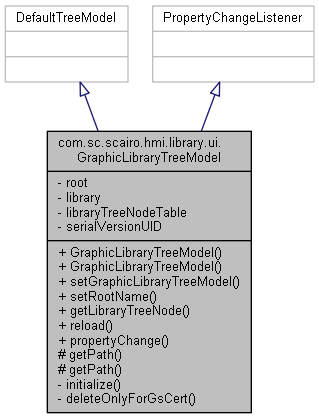 DefaultTreeModel
PropertyChangeListener
com.sc.scairo.hmi.library.ui.
GraphicLibraryTreeModel
- root
- library
- libraryTreeNodeTable
- serialVersionUID
+ GraphicLibraryTreeModel()
+ GraphicLibraryTreeModel()
+ setGraphicLibraryTreeModel()
+ setRootName()
+ getLibraryTreeNode()
+ reload()
+ propertyChange()
# getPath()
# getPath()
- initialize()
- deleteOnlyForGsCert()